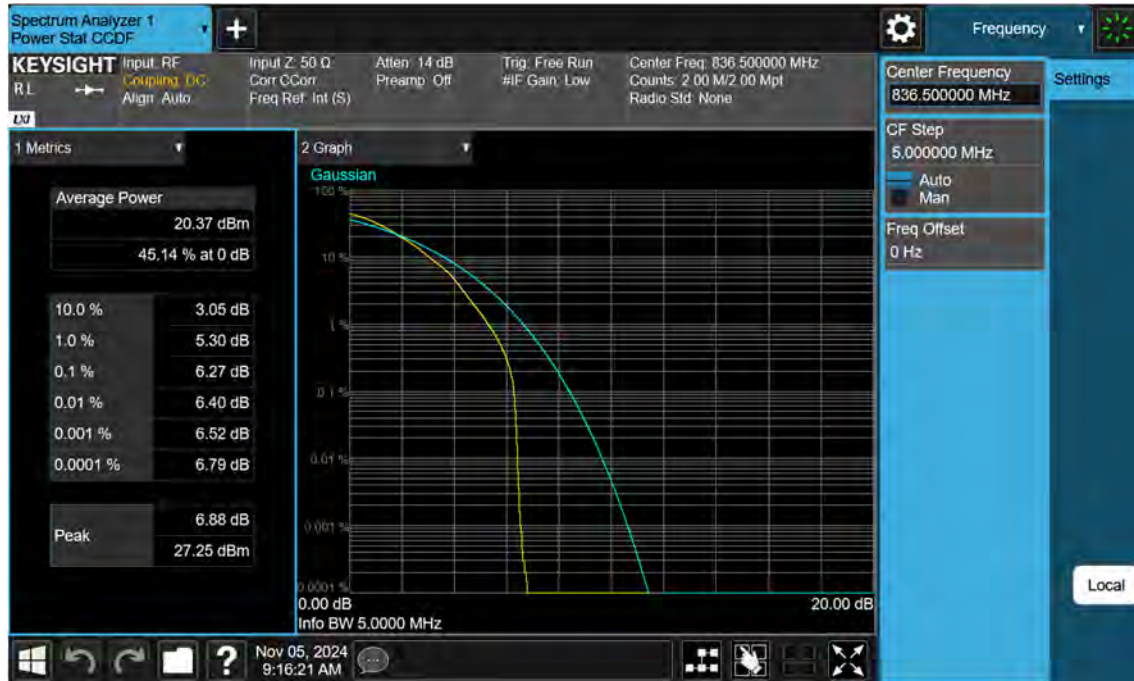 Spectrum Analyzer 1
Power Stat CCDF
+
Frequency
KEYSIGHT
RL
LXI
Input: RF
Coupling: DC
Align: Auto
Input Z: 50 Ω
Corr CCorr
Freq Ref: Int (S)
Atten: 14 dB
Preamp: Off
Trig: Free Run
#IF Gain: Low
Center Freq: 836.500000 MHz
Counts: 2.00 M/2.00 Mpt
Radio Std: None
Center Frequency
836.500000 MHz
Settings
CF Step
5.000000 MHz
Auto
Man
Freq Offset
0 Hz
Local
1 Metrics
Average Power
20.37 dBm
45.14 % at 0 dB
10.0 % 3.05 dB
1.0 % 5.30 dB
0.1 % 6.27 dB
0.01 % 6.40 dB
0.001 % 6.52 dB
0.0001 % 6.79 dB
Peak
6.88 dB
27.25 dBm
2 Graph
Gaussian
100 %
10 %
1 %
0.1 %
0.01 %
0.001 %
0.0001 %
0.00 dB 20.00 dB
Info BW 5.0000 MHz
?
Nov 05, 2024
9:16:21 AM